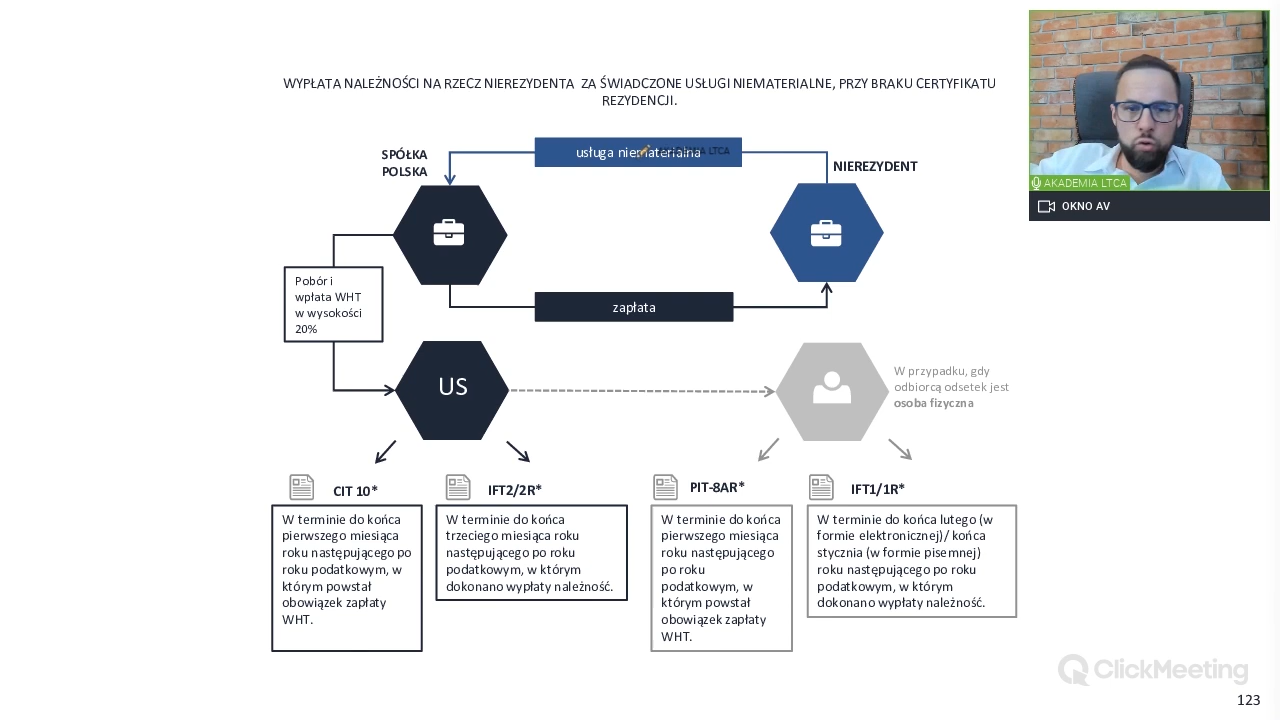 WYPŁATA NALEŻNOŚCI NA RZECZ NIEREZYDENTA ZA ŚWIADCZONE USŁUGI NIEMATERIALNE, PRZY BRAKU CERTYFIKATU
REZYDENCJI.
SPÓŁKA
POLSKA
usługa niematerialna
AKADEMIA LTCA
NIEREZYDENT
AKADEMIA LTCA
OKNO AV
Pobór i
wpłata WHT
w wysokości
20%
zapłata
US
W przypadku, gdy
odbiorcą odsetek jest
osoba fizyczna
CIT 10*
W terminie do końca
pierwszego miesiąca
roku następującego po
roku podatkowym, w
którym powstał
obowiązek zapłaty
WHT.
IFT2/2R*
W terminie do końca
trzeciego miesiąca roku
następującego po roku
podatkowym, w którym
dokonano wypłaty należność.
PIT-8AR*
W terminie do końca
pierwszego miesiąca
roku następującego
po roku
podatkowym, w
którym powstał
obowiązek zapłaty
WHT.
IFT1/1R*
W terminie do końca lutego (w
formie elektronicznej)/ końca
stycznia (w formie pisemnej)
roku następującego po roku
podatkowym, w którym
dokonano wypłaty należność.
ClickMeeting
123